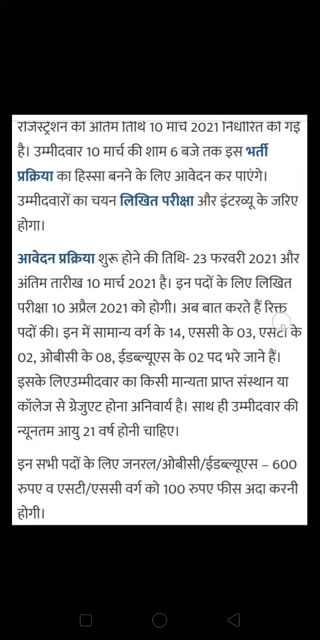 रजिस्ट्रेशन की अंतिम तिथि 10 मार्च 2021 निर्धारित की गई
है। उम्मीदवार 10 मार्च की शाम 6 बजे तक इस भर्ती
प्रक्रिया का हिस्सा बनने के लिए आवेदन कर पाएंगे।
उम्मीदवारों का चयन लिखित परीक्षा और इंटरव्यू के जरिए
होगा।
आवेदन प्रक्रिया शुरू होने की तिथि- 23 फरवरी 2021 और
अंतिम तारीख 10 मार्च 2021 है। इन पदों के लिए लिखित
परीक्षा 10 अप्रैल 2021 को होगी। अब बात करते हैं रिक्त
पदों की। इन में सामान्य वर्ग के 14, एससी के 03, एसटी के
02, ओबीसी के 08, ईडब्ल्यूएस के 02 पद भरे जाने हैं।
इसके लिएउम्मीदवार का किसी मान्यता प्राप्त संस्थान या
कॉलेज से ग्रेजुएट होना अनिवार्य है। साथ ही उम्मीदवार की
न्यूनतम आयु 21 वर्ष होनी चाहिए।
इन सभी पदों के लिए जनरल/ओबीसी/ईडब्ल्यूएस – 600
रुपए व एसटी/एससी वर्ग को 100 रुपए फीस अदा करनी
होगी।